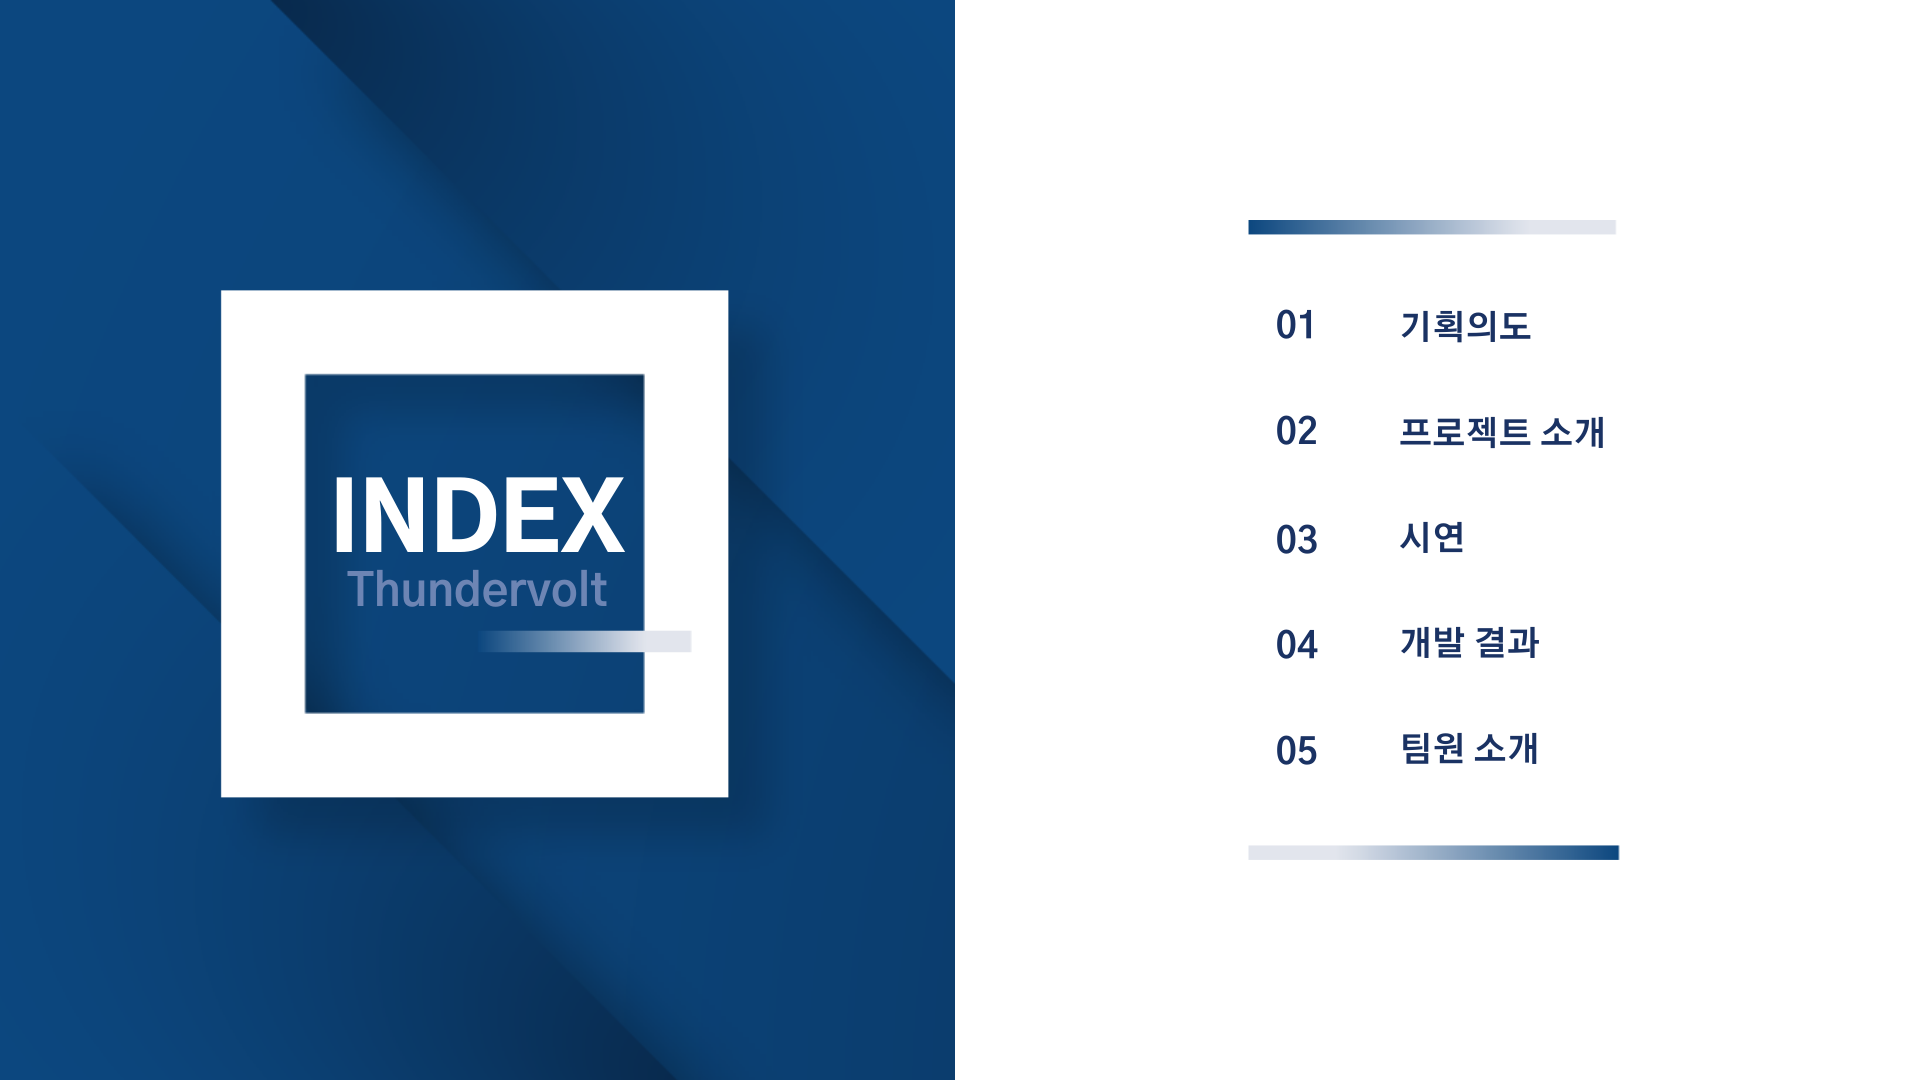 INDEX
Thundervolt
01 기획의도
02 프로젝트 소개
03 시연
04 개발 결과
05 팀원 소개